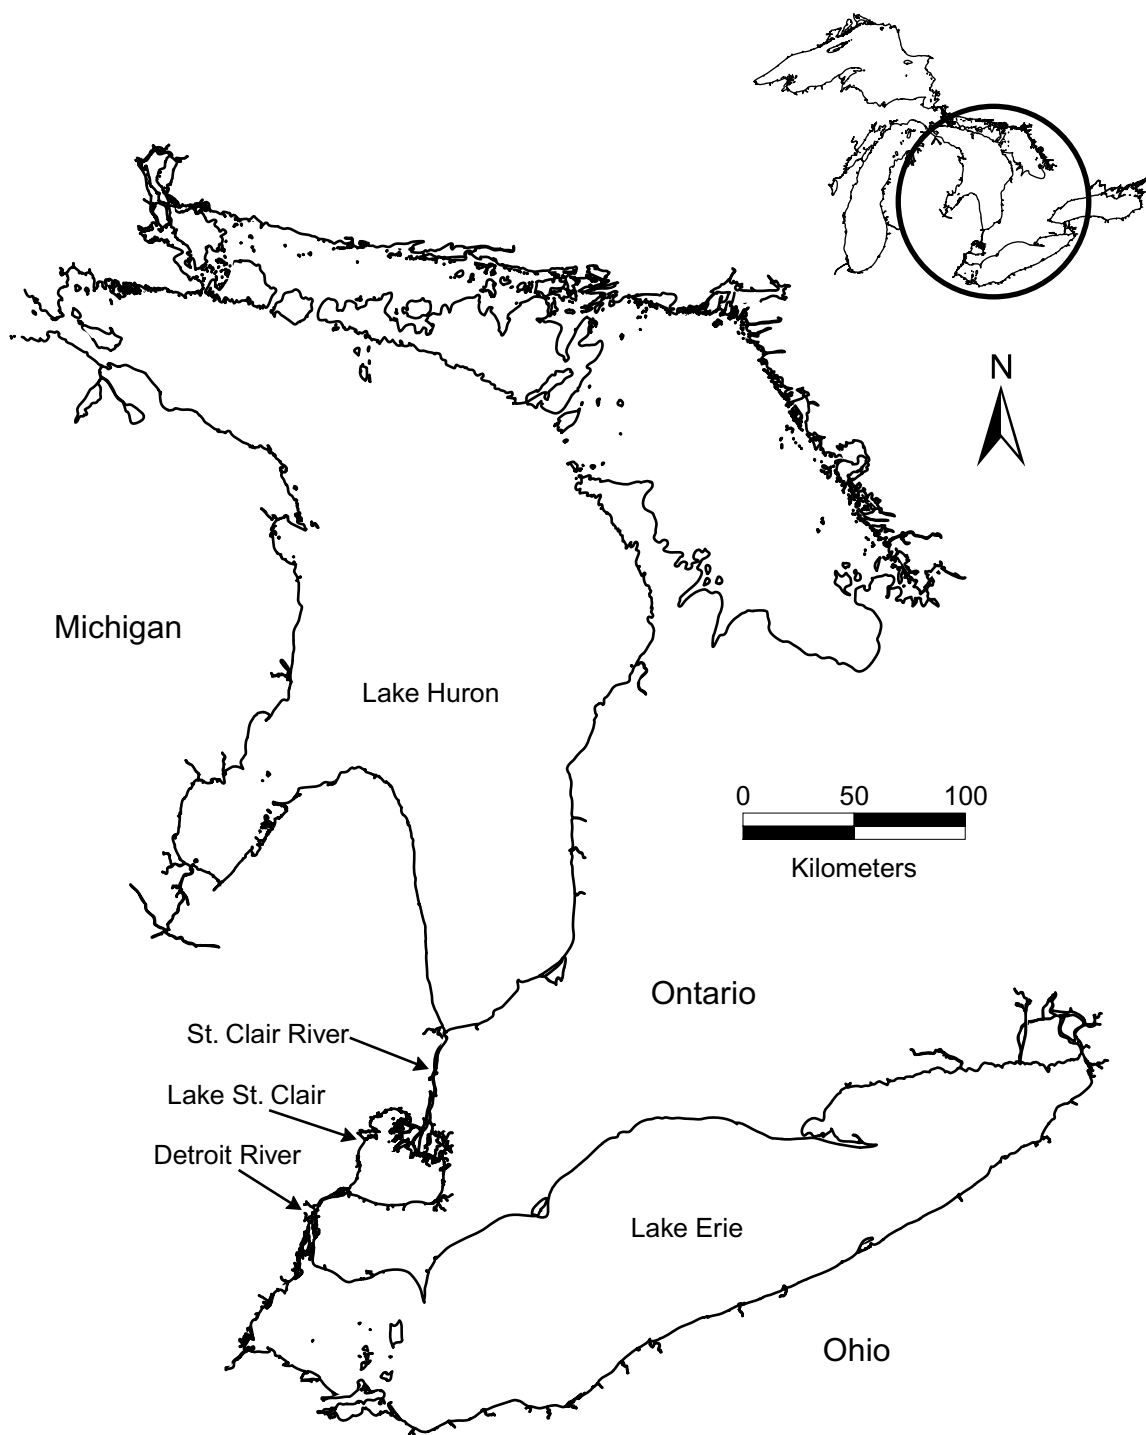 N
Michigan
Lake Huron
0 50 100
Kilometers
Ontario
St. Clair River
Lake St. Clair
Detroit River
Lake Erie
Ohio